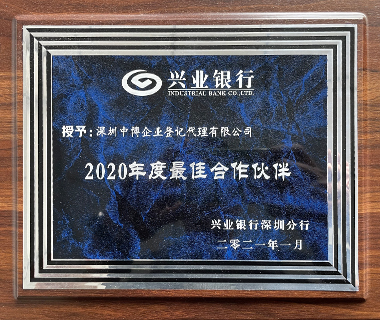 兴业银行
INDUSTRIAL BANK CO.,LTD.
授予：深圳中博企业登记代理有限公司
2020年度最佳合作伙伴
兴业银行深圳分行
二零二一年一月